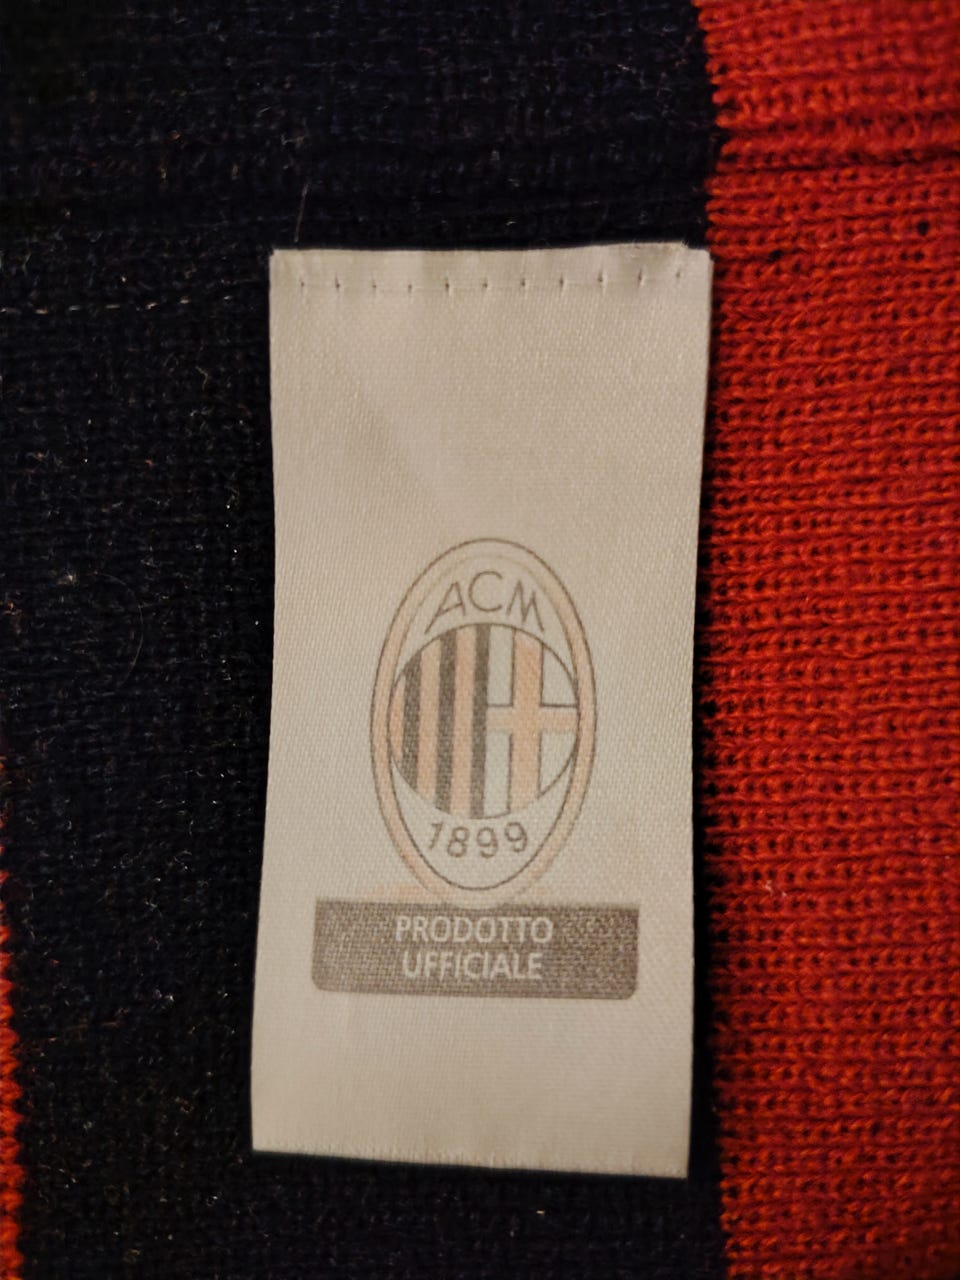 ACM
1899
PRODOTTO
UFFICIALE